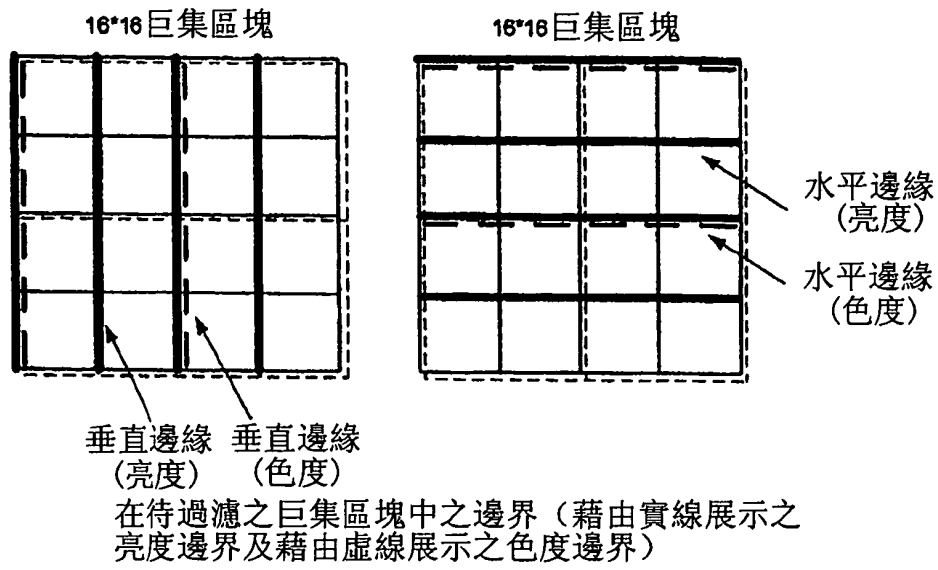 16*16巨集區塊
16*16巨集區塊
水平邊緣
(亮度)
水平邊緣
(色度)
垂直邊緣
(亮度)
垂直邊緣
(色度)
在待過濾之巨集區塊中之邊界（藉由實線展示之
亮度邊界及藉由虛線展示之色度邊界）